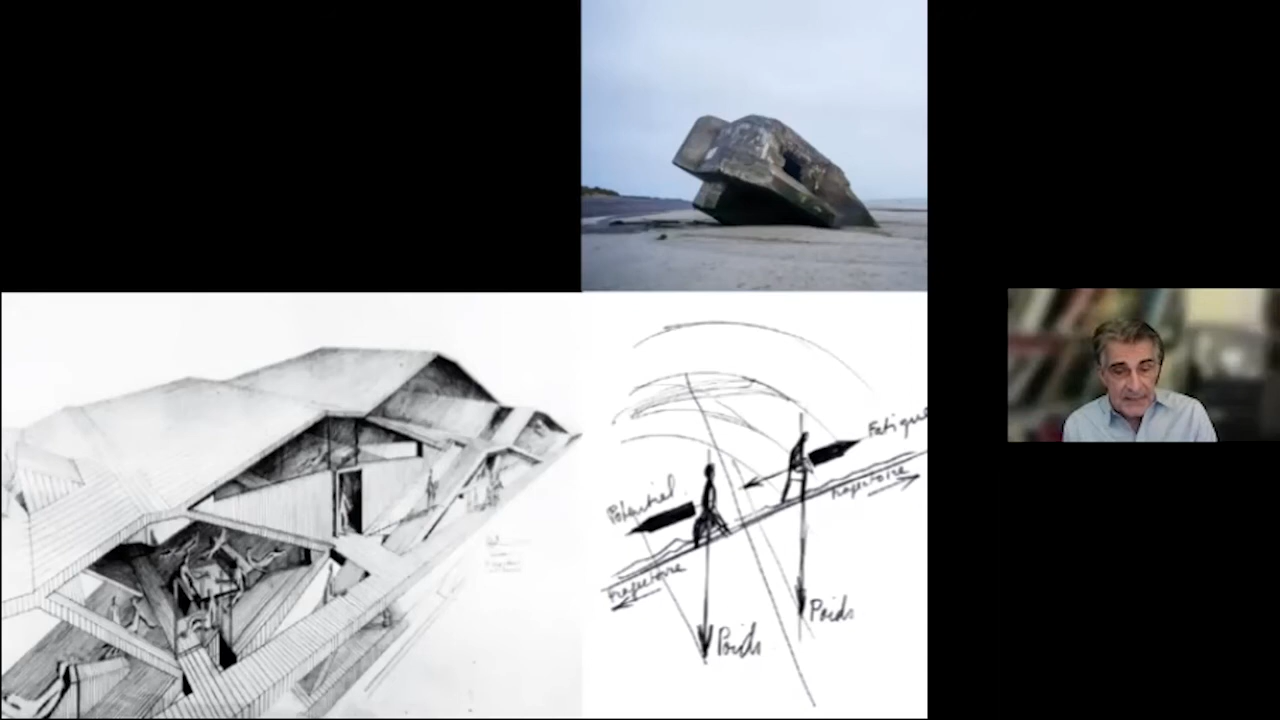 Fatigue
Potentiel
Trajectoire
Trajectoire
Poids
Poids